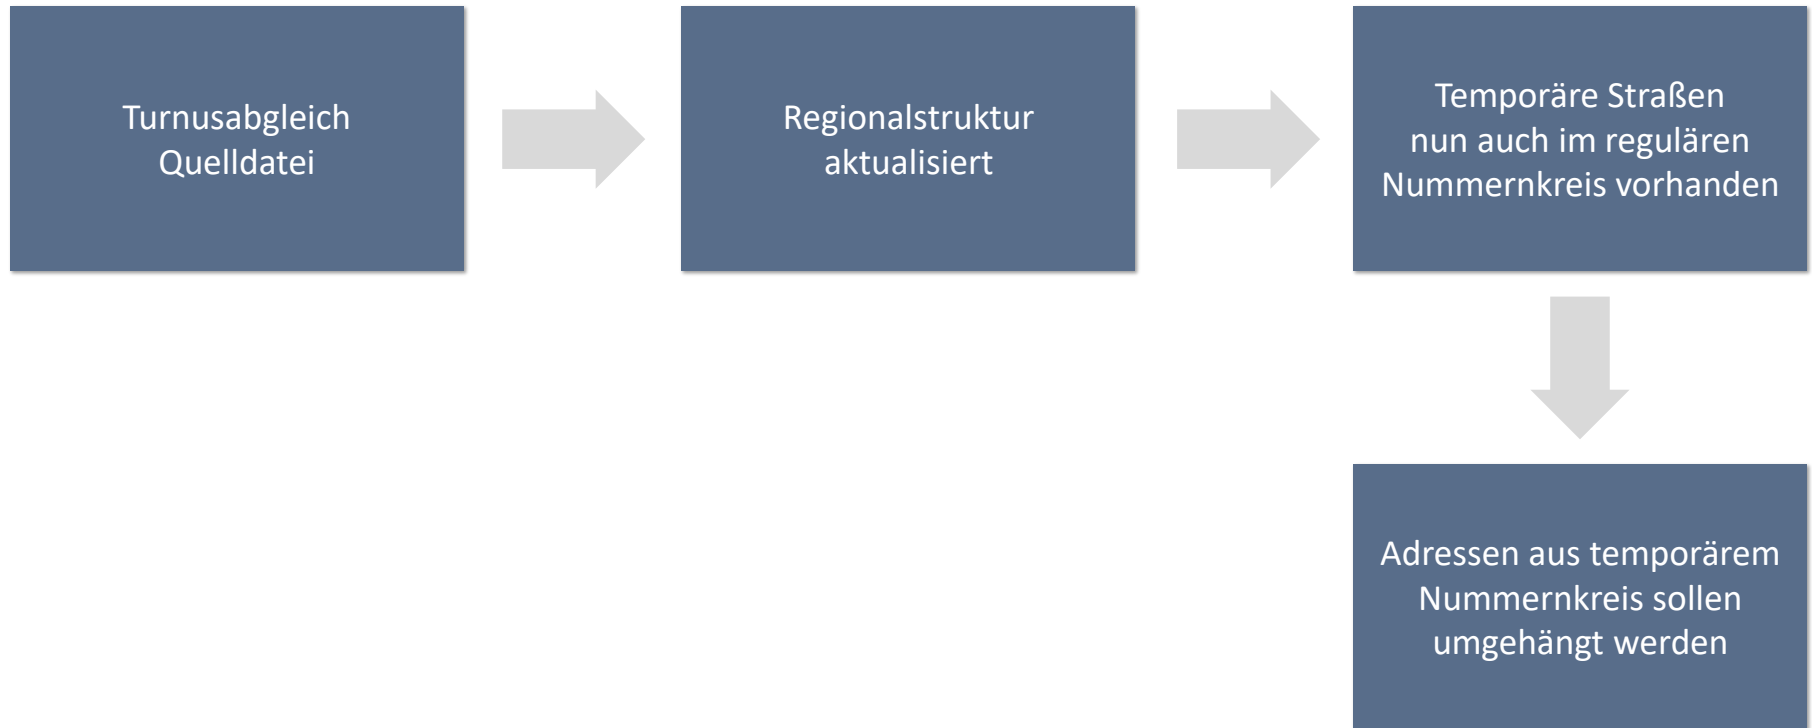 Turnusabgleich
Quelldatei
Regionalstruktur
aktualisiert
Temporäre Straßen
nun auch im regulären
Nummernkreis vorhanden
Adressen aus temporärem
Nummernkreis sollen
umgehängt werden